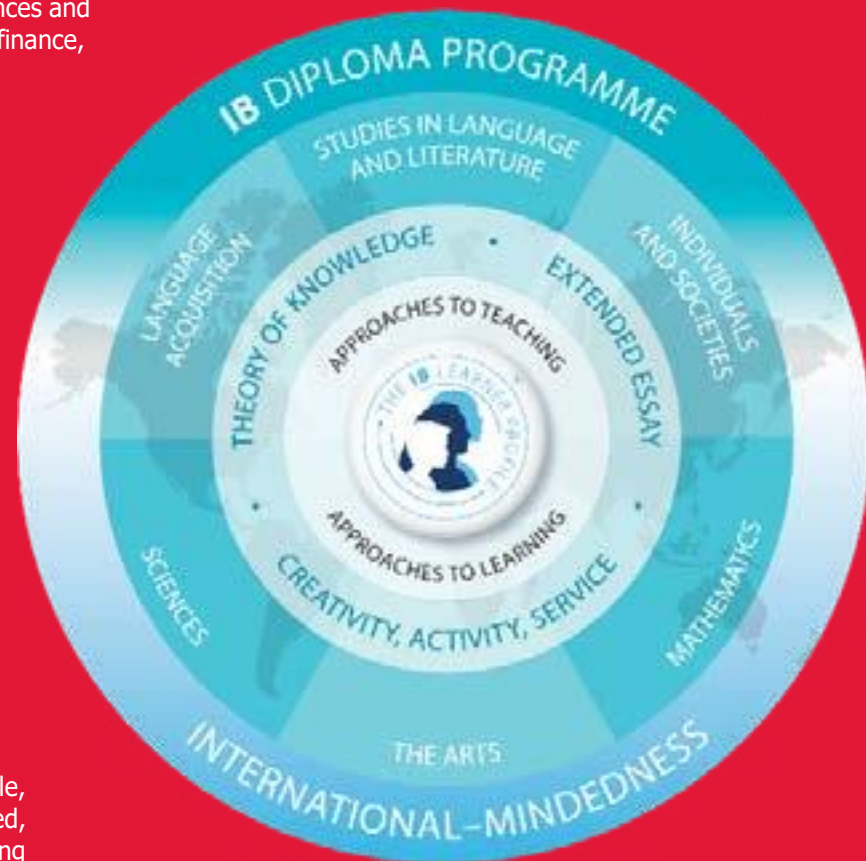 nces and
finance,
IB DIPLOMA PROGRAMME
STUDIES IN LANGUAGE
AND LITERATURE
LANGUAGE
ACQUISITION
INDIVIDUALS
AND SOCIETIES
THEORY OF KNOWLEDGE
EXTENDED ESSAY
APPROACHES TO TEACHING
THE IB LEARNER PROFILE
APPROACHES TO LEARNING
CREATIVITY, ACTIVITY, SERVICE
SCIENCES
MATHEMATICS
THE ARTS
INTERNATIONAL–MINDEDNESS
le,
ed,
ng